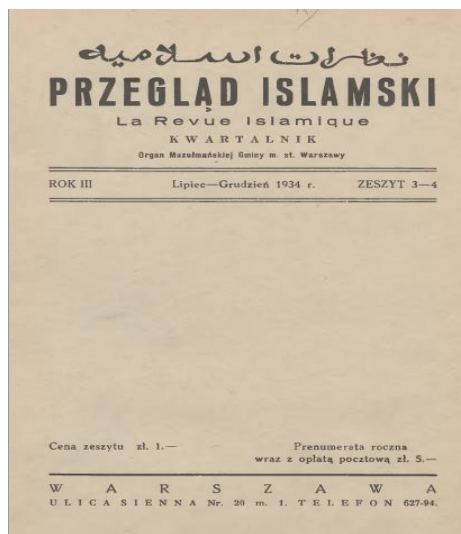 نظرات اسلاميه
PRZEGLĄD ISLAMSKI
La Revue Islamique
KWARTALNIK
Organ Muzułmańskiej Gminy m. st. Warszawy
ROK III Lipiec—Grudzień 1934 r. ZESZYT 3—4
Cena zeszytu zł. 1.—
Prenumerata roczna
wraz z opłatą pocztową zł. 5.—
WARSZAWA
ULICA SIENNA Nr. 20 m. 1. TELEFON 627-94.